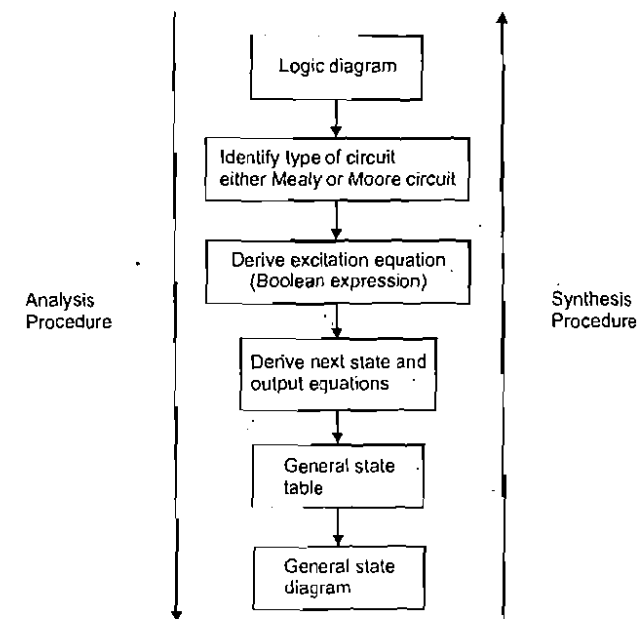 Logic diagram
Identify type of circuit
either Mealy or Moore circuit
Derive excitation equation
(Boolean expression)
Analysis
Procedure
Synthesis
Procedure
Derive next state and
output equations
General state
table
General state
diagram